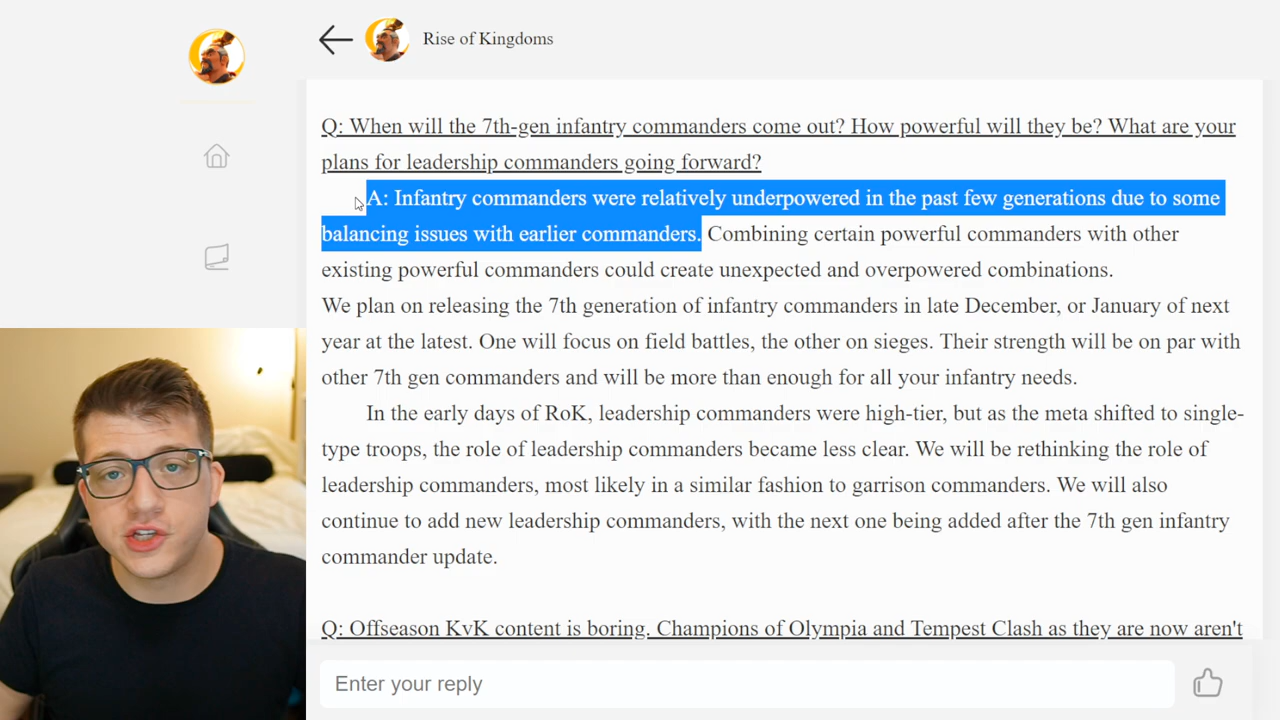 Rise of Kingdoms
Q: When will the 7th-gen infantry commanders come out? How powerful will they be? What are your
plans for leadership commanders going forward?
A: Infantry commanders were relatively underpowered in the past few generations due to some
balancing issues with earlier commanders. Combining certain powerful commanders with other
existing powerful commanders could create unexpected and overpowered combinations.
We plan on releasing the 7th generation of infantry commanders in late December, or January of next
year at the latest. One will focus on field battles, the other on sieges. Their strength will be on par with
other 7th gen commanders and will be more than enough for all your infantry needs.
In the early days of RoK, leadership commanders were high-tier, but as the meta shifted to single-
type troops, the role of leadership commanders became less clear. We will be rethinking the role of
leadership commanders, most likely in a similar fashion to garrison commanders. We will also
continue to add new leadership commanders, with the next one being added after the 7th gen infantry
commander update.
Q: Offseason KvK content is boring. Champions of Olympia and Tempest Clash as they are now aren't
Enter your reply